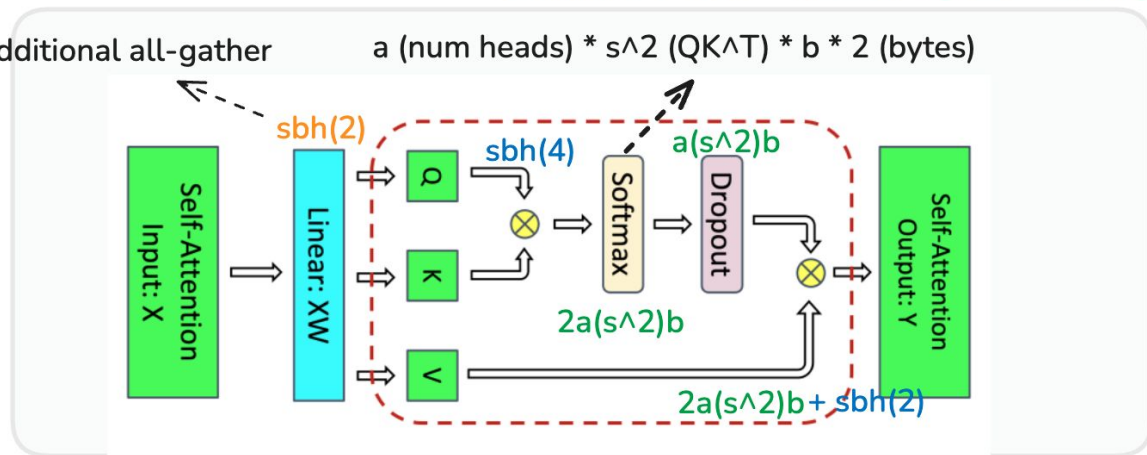 additional all-gather
a (num heads) * s^2 (QK^T) * b * 2 (bytes)
sbh(2)
sbh(4)
a(s^2)b
Self-Attention
Input: X
Linear: XW
Q
K
V
Softmax
Dropout
2a(s^2)b
2a(s^2)b + sbh(2)
Self-Attention
Output: Y